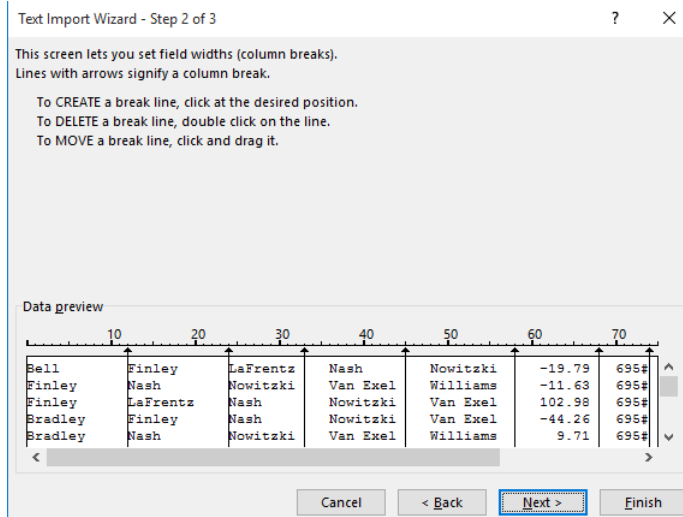 Text Import Wizard - Step 2 of 3 ? ×
This screen lets you set field widths (column breaks).
Lines with arrows signify a column break.
To CREATE a break line, click at the desired position.
To DELETE a break line, double click on the line.
To MOVE a break line, click and drag it.
Data preview
10 20 30 40 50 60 70
Bell Finley LaFrentz Nash Nowitzki -19.79 695#
Finley Nash Nowitzki Van Exel Williams -11.63 695#
Finley LaFrentz Nash Nowitzki Van Exel 102.98 695#
Bradley Finley Nash Nowitzki Van Exel -44.26 695#
Bradley Nash Nowitzki Van Exel Williams 9.71 695#
Cancel < Back Next > Finish